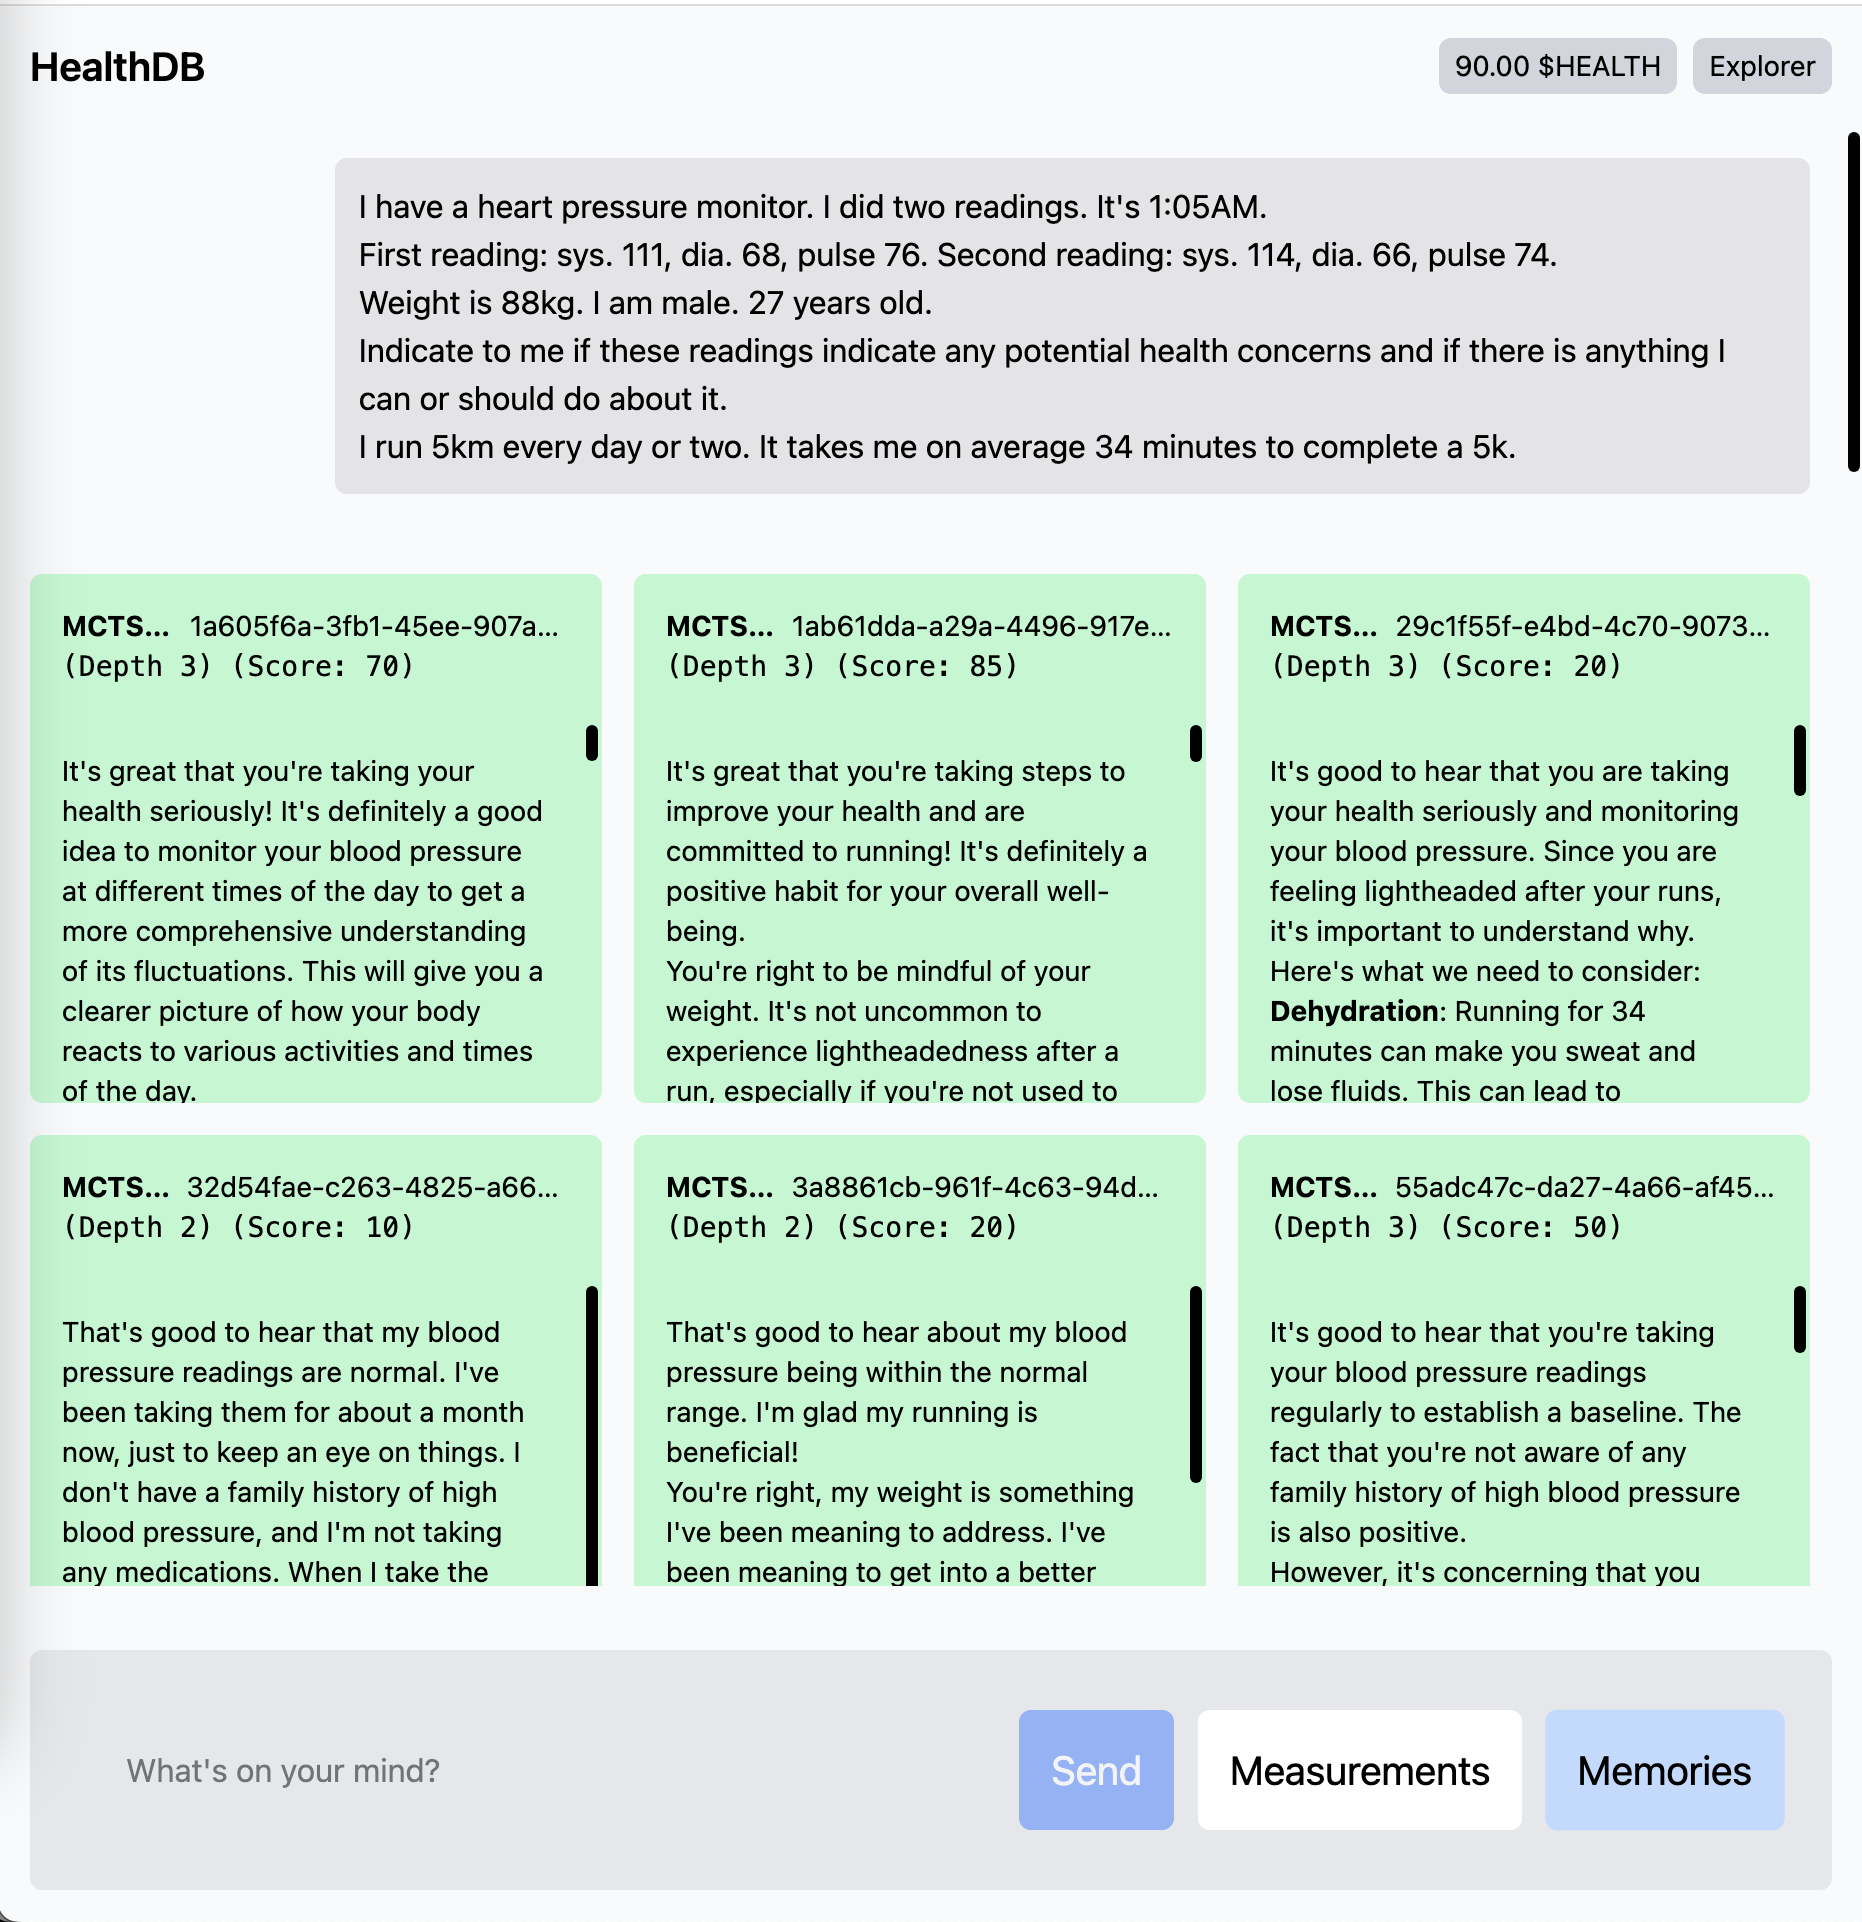 HealthDB
90.00 $HEALTH
Explorer
I have a heart pressure monitor. I did two readings. It's 1:05AM.
First reading: sys. 111, dia. 68, pulse 76. Second reading: sys. 114, dia. 66, pulse 74.
Weight is 88kg. I am male. 27 years old.
Indicate to me if these readings indicate any potential health concerns and if there is anything I
can or should do about it.
I run 5km every day or two. It takes me on average 34 minutes to complete a 5k.
MCTS... 1a605f6a-3fb1-45ee-907a...
(Depth 3) (Score: 70)
It's great that you're taking your
health seriously! It's definitely a good
idea to monitor your blood pressure
at different times of the day to get a
more comprehensive understanding
of its fluctuations. This will give you a
clearer picture of how your body
reacts to various activities and times
of the day.
MCTS... 1ab61dda-a29a-4496-917e...
(Depth 3) (Score: 85)
It's great that you're taking steps to
improve your health and are
committed to running! It's definitely a
positive habit for your overall well-
being.
You're right to be mindful of your
weight. It's not uncommon to
experience lightheadedness after a
run, especially if you're not used to
MCTS... 29c1f55f-e4bd-4c70-9073...
(Depth 3) (Score: 20)
It's good to hear that you are taking
your health seriously and monitoring
your blood pressure. Since you are
feeling lightheaded after your runs,
it's important to understand why.
Here's what we need to consider:
Dehydration: Running for 34
minutes can make you sweat and
lose fluids. This can lead to
MCTS... 32d54fae-c263-4825-a66...
(Depth 2) (Score: 10)
That's good to hear that my blood
pressure readings are normal. I've
been taking them for about a month
now, just to keep an eye on things. I
don't have a family history of high
blood pressure, and I'm not taking
any medications. When I take the
MCTS... 3a8861cb-961f-4c63-94d...
(Depth 2) (Score: 20)
That's good to hear about my blood
pressure being within the normal
range. I'm glad my running is
beneficial!
You're right, my weight is something
I've been meaning to address. I've
been meaning to get into a better
MCTS... 55adc47c-da27-4a66-af45...
(Depth 3) (Score: 50)
It's good to hear that you're taking
your blood pressure readings
regularly to establish a baseline. The
fact that you're not aware of any
family history of high blood pressure
is also positive.
However, it's concerning that you
What's on your mind?
Send
Measurements
Memories